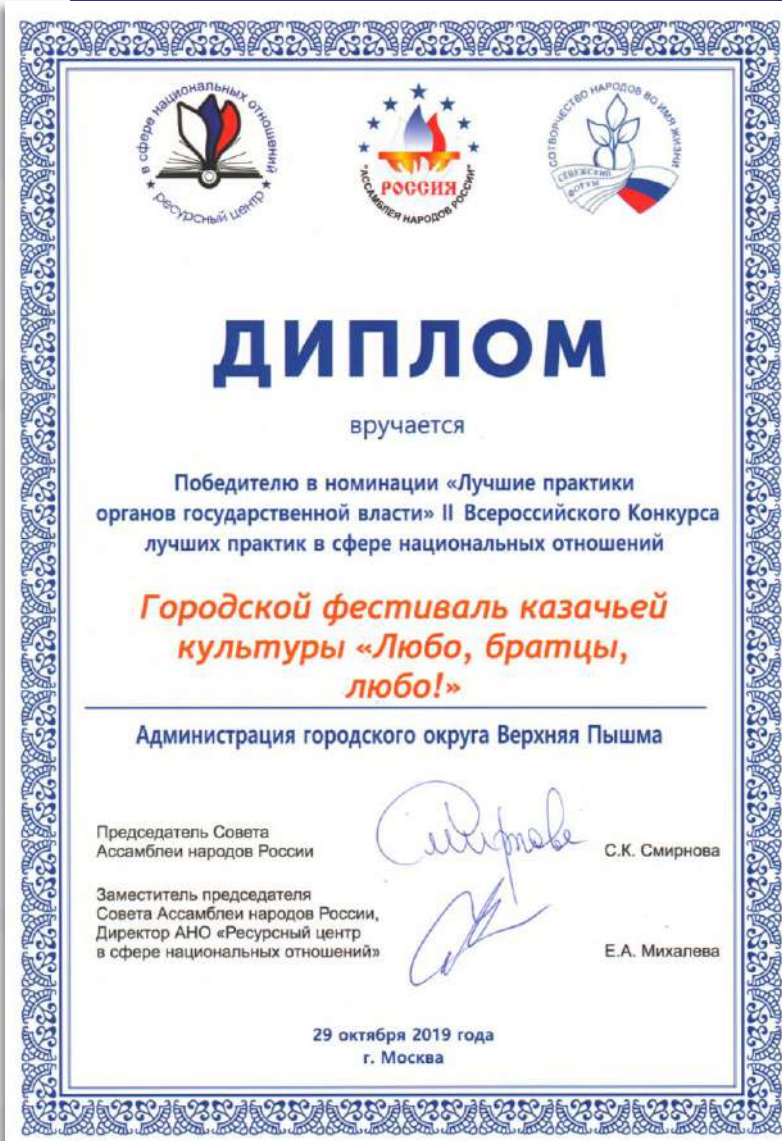 в сфере национальных отношений
★ ресурсный центр ★
РОССИЯ
"АССАМБЛЕЯ НАРОДОВ РОССИИ"
СОТВОРЧЕСТВО НАРОДОВ ВО ИМЯ ЖИЗНИ
СЕНЕЖСКИЙ
ФОРУМ
ДИПЛОМ
вручается
Победителю в номинации «Лучшие практики
органов государственной власти» II Всероссийского Конкурса
лучших практик в сфере национальных отношений
Городской фестиваль казачьей
культуры «Любо, братцы,
любо!»
Администрация городского округа Верхняя Пышма
Председатель Совета
Ассамблеи народов России
С.К. Смирнова
Заместитель председателя
Совета Ассамблеи народов России,
Директор АНО «Ресурсный центр
в сфере национальных отношений»
Е.А. Михалева
29 октября 2019 года
г. Москва